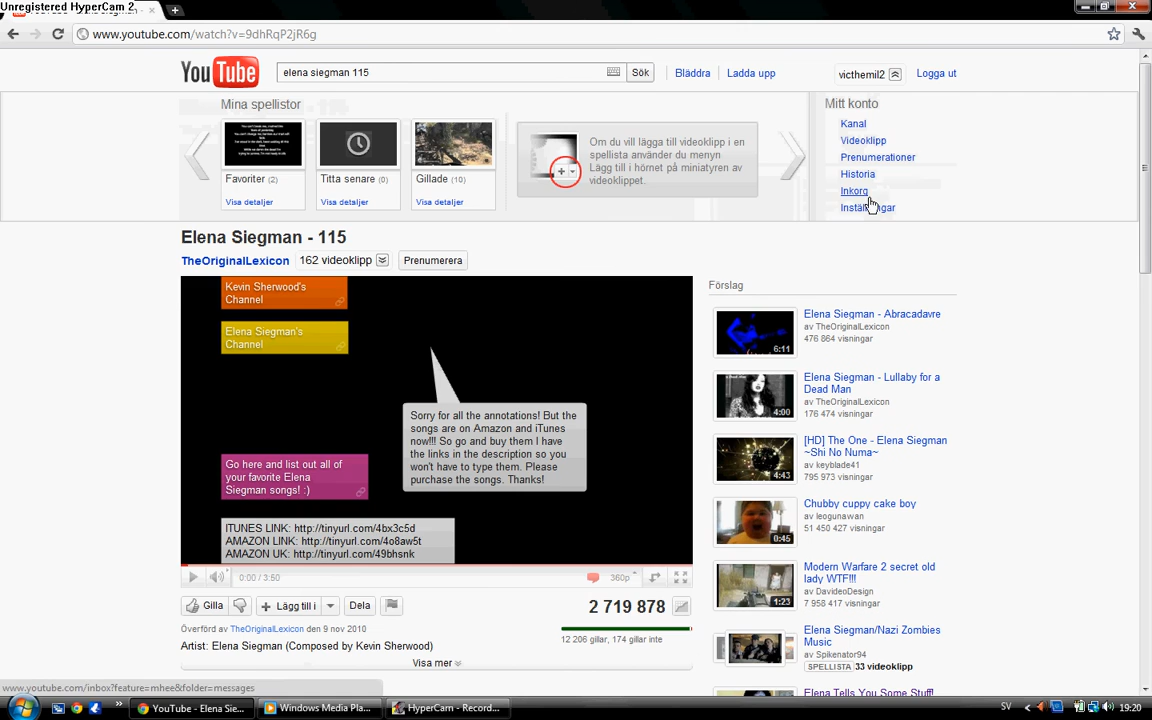 Unregistered HyperCam 2
www.youtube.com/watch?v=9dhRqP2jR6g
YouTube
elena siegman 115
Sök
Bläddra
Ladda upp
victhemil2
Logga ut
Mina spellistor
Favoriter (2)
Visa detaljer
Titta senare (0)
Visa detaljer
Gillade (10)
Visa detaljer
Om du vill lägga till videoklipp i en
spellista använder du menyn
Lägg till i hörnet på miniatyren av
videoklippet.
Mitt konto
Kanal
Videoklipp
Prenumerationer
Historia
Inkorg
Inställningar
Elena Siegman - 115
TheOriginalLexicon
162 videoklipp
Prenumerera
Kevin Sherwood's
Channel
Elena Siegman's
Channel
Sorry for all the annotations! But the
songs are on Amazon and iTunes
now!!! So go and buy them I have
the links in the description so you
won't have to type them. Please
purchase the songs. Thanks!
Go here and list out all of
your favorite Elena
Siegman songs! :)
ITUNES LINK: http://tinyurl.com/4bx3c5d
AMAZON LINK: http://tinyurl.com/4o8aw5t
AMAZON UK: http://tinyurl.com/49bhsnk
0:00 / 3:50
360p
Gilla
Lägg till i
Dela
2 719 878
Överförd av TheOriginalLexicon den 9 nov 2010
12 206 gillar, 174 gillar inte
Artist: Elena Siegman (Composed by Kevin Sherwood)
Visa mer
Förslag
6:11
Elena Siegman - Abracadavre
av TheOriginalLexicon
476 864 visningar
4:00
Elena Siegman - Lullaby for a
Dead Man
av TheOriginalLexicon
176 474 visningar
4:43
[HD] The One - Elena Siegman
~Shi No Numa~
av keyblade41
795 973 visningar
0:45
Chubby cuppy cake boy
av leogunawan
51 450 427 visningar
1:23
Modern Warfare 2 secret old
lady WTF!!!
av DavideoDesign
7 958 417 visningar
Elena Siegman/Nazi Zombies
Music
av Spikenator94
SPELLISTA 33 videoklipp
Elena Tells You Some Stuff!
www.youtube.com/inbox?feature=mhee&folder=messages
YouTube - Elena Sie...
Windows Media Pla...
HyperCam - Record...
SV
19:20